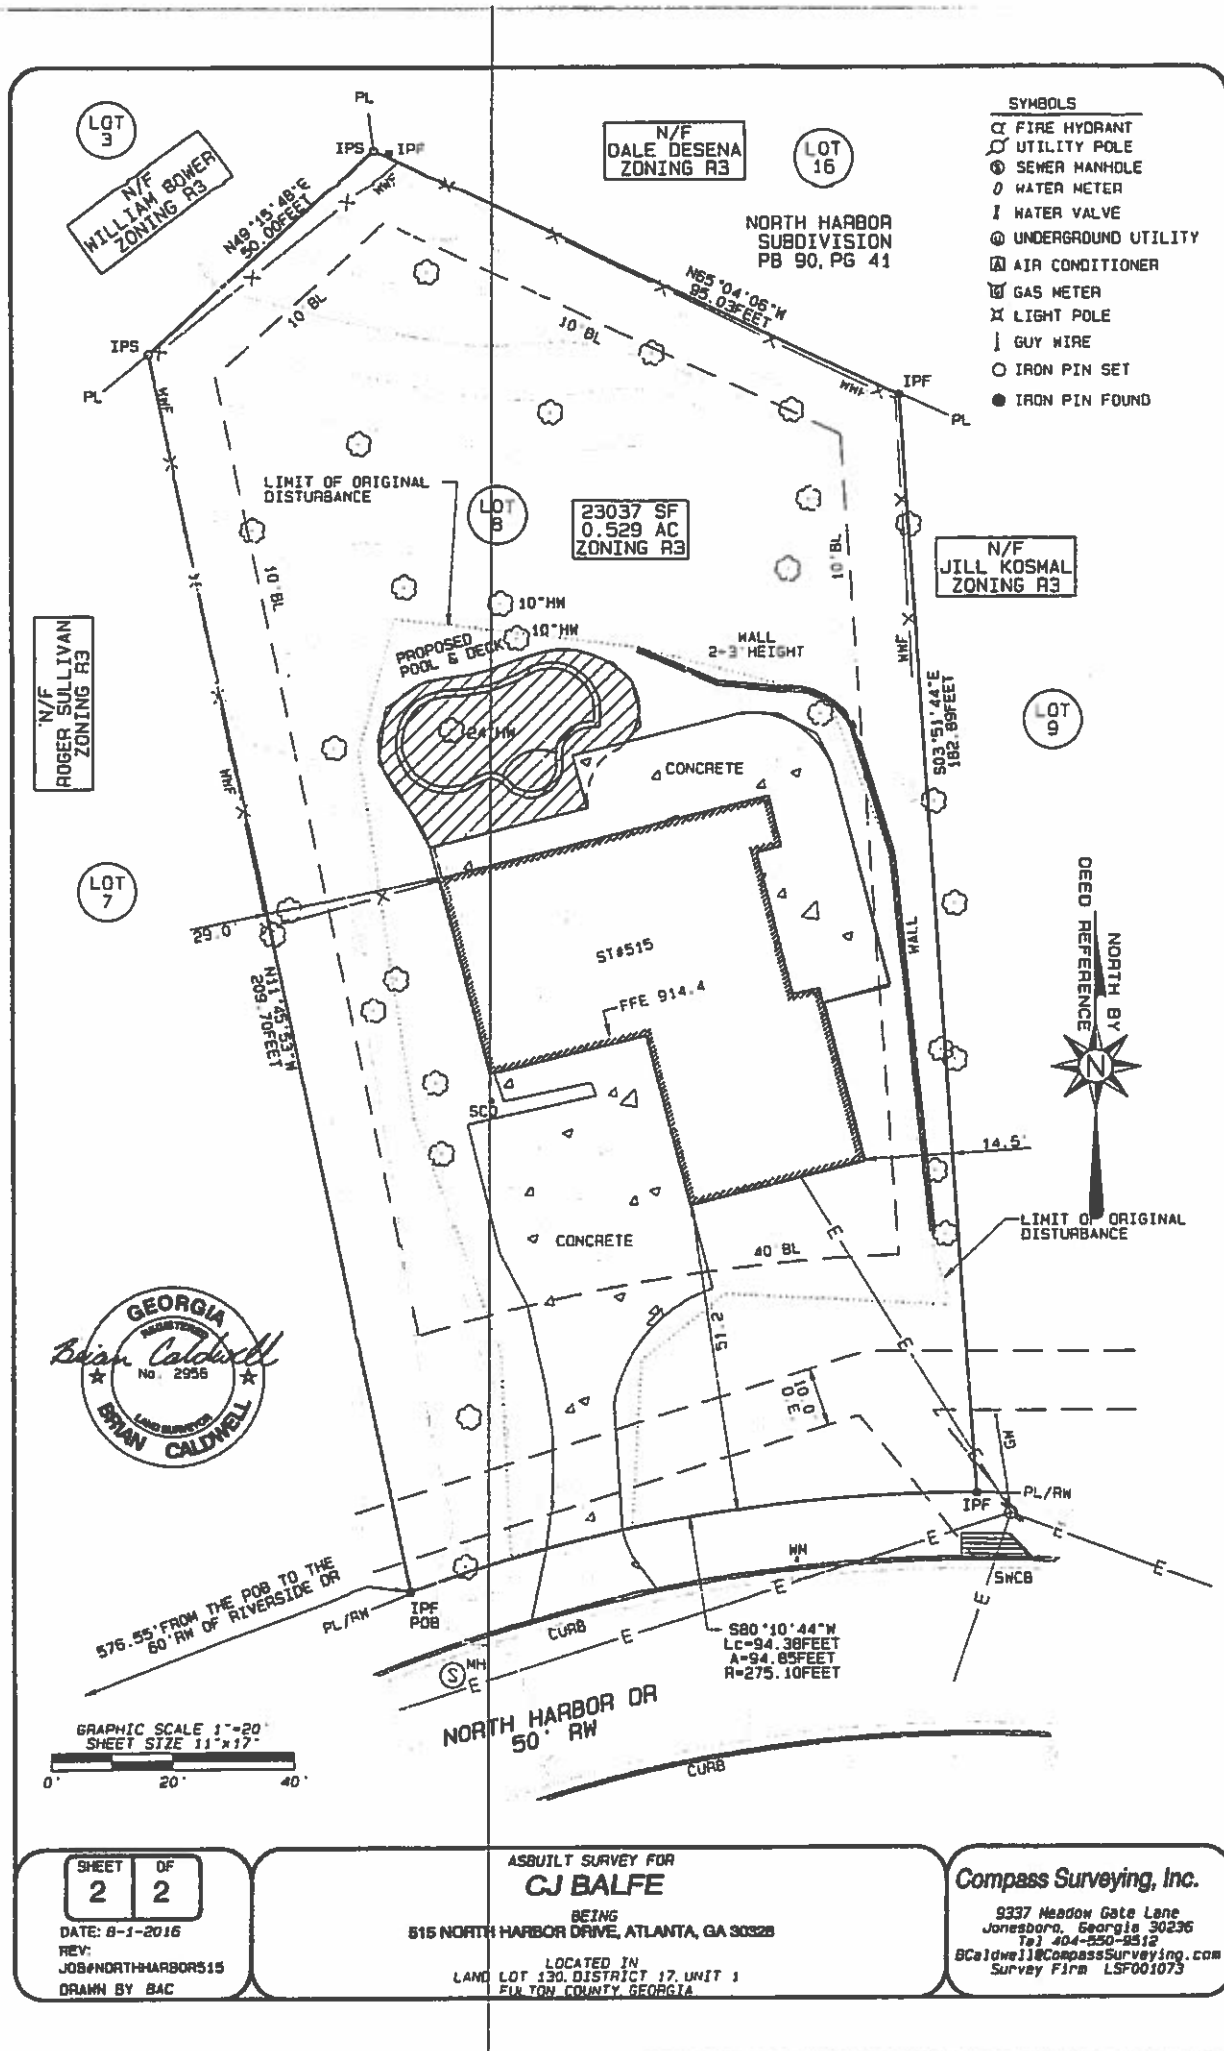 LOT
3
PL
IPS
IPF
N/F
WILLIAM BOWER
ZONING R3
N49°15'48"E
50.00FEET
WWF
N/F
DALE DESENA
ZONING R3
LOT
16
NORTH HARBOR
SUBDIVISION
PB 90, PG 41
SYMBOLS
FIRE HYDRANT
UTILITY POLE
SEWER MANHOLE
WATER METER
WATER VALVE
UNDERGROUND UTILITY
AIR CONDITIONER
GAS METER
LIGHT POLE
GUY WIRE
IRON PIN SET
IRON PIN FOUND
N65°04'06"W
95.03FEET
10' BL
10' BL
IPS
PL
WWF
WWF
IPF
PL
LIMIT OF ORIGINAL
DISTURBANCE
LOT
8
23037 SF
0.529 AC
ZONING R3
10' BL
10' BL
N/F
JILL KOSMAL
ZONING R3
10"HW
10"HW
PROPOSED
POOL & DECK
24"HW
WALL
2-3'HEIGHT
WWF
S03°51'44"E
182.89FEET
LOT
9
N/F
ROGER SULLIVAN
ZONING R3
WWF
CONCRETE
LOT
7
29.0'
N11°45'53"W
209.70FEET
ST#515
FFE 914.4
WALL
NORTH BY
DEED REFERENCE
N
SCO
14.5'
LIMIT OF ORIGINAL
DISTURBANCE
CONCRETE
40' BL
E
51.2'
10.0'
D.E.
E
E
GW
GEORGIA
REGISTERED
No. 2956
LAND SURVEYOR
BRIAN CALDWELL
Brian Caldwell
IPF
PL/RW
576.55'FROM THE POB TO THE
60'RW OF RIVERSIDE DR
PL/RW
IPF
POB
WM
E
E
E
E
SWCB
E
CURB
E
S
MH
E
S80°10'44"W
Lc=94.38FEET
A=94.85FEET
R=275.10FEET
NORTH HARBOR DR
50' RW
CURB
GRAPHIC SCALE 1"=20'
SHEET SIZE 11"x17"
0'
20'
40'
SHEET
2
OF
2
DATE: 8-1-2016
REV:
JOB#NORTHHARBOR515
DRAWN BY BAC
ASBUILT SURVEY FOR
CJ BALFE
BEING
515 NORTH HARBOR DRIVE, ATLANTA, GA 30328
LOCATED IN
LAND LOT 130, DISTRICT 17, UNIT 1
FULTON COUNTY, GEORGIA
Compass Surveying, Inc.
9337 Meadow Gate Lane
Jonesboro, Georgia 30236
Tel 404-550-9512
BCaldwell@CompassSurveying.com
Survey Firm LSF001073